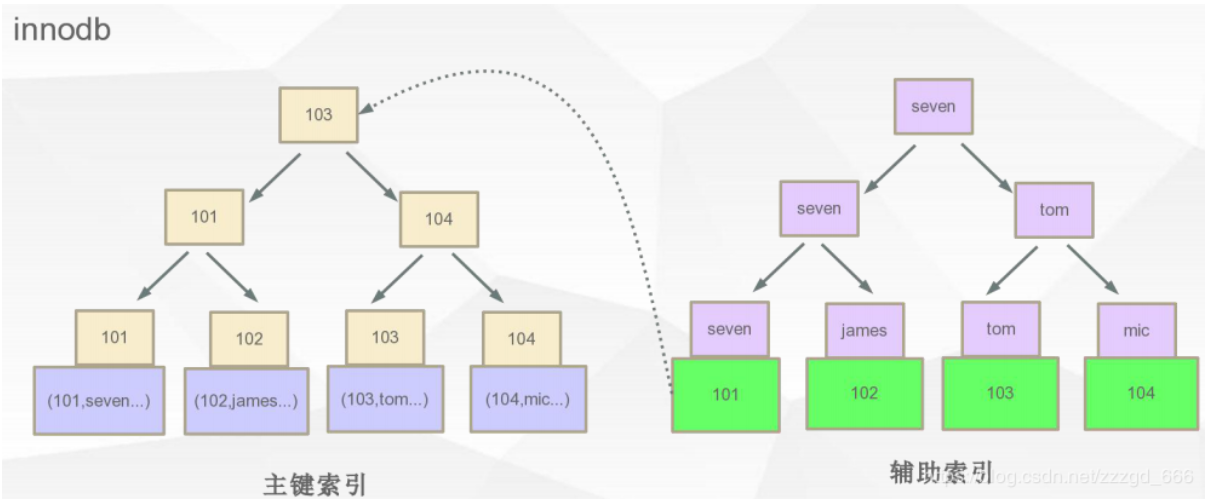 innodb
103
101
104
101
102
103
104
(101,seven...)
(102,james...)
(103,tom...)
(104,mic...)
主键索引
seven
seven
tom
seven
james
tom
mic
101
102
103
104
辅助索引
blog.csdn.net/zzzgd_666